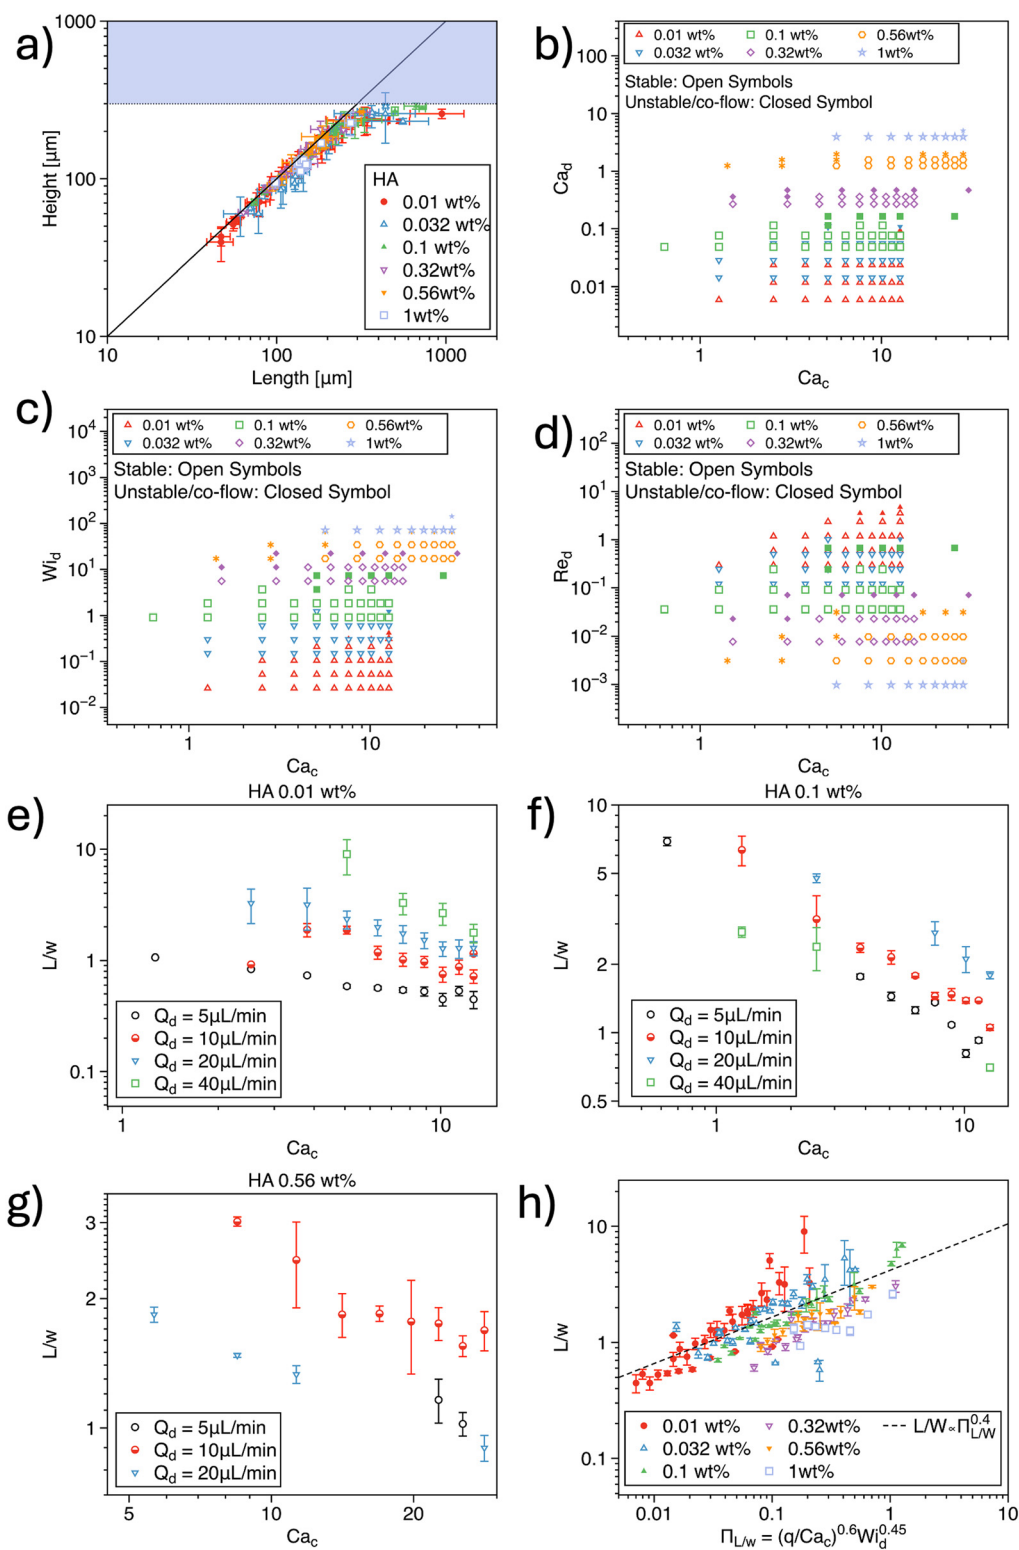 a)
1000
100
10
Height [µm]
HA
0.01 wt%
0.032 wt%
0.1 wt%
0.32wt%
0.56wt%
1wt%
10 100 1000
Length [µm]
b)
0.01 wt% 0.1 wt% 0.56wt%
0.032 wt% 0.32wt% 1wt%
Stable: Open Symbols
Unstable/co-flow: Closed Symbol
100
10
1
0.1
0.01
Ca_d
1 10
Ca_c
c)
0.01 wt% 0.1 wt% 0.56wt%
0.032 wt% 0.32wt% 1wt%
Stable: Open Symbols
Unstable/co-flow: Closed Symbol
10^4
10^3
10^2
10^1
1
10^-1
10^-2
Wi_d
1 10
Ca_c
d)
0.01 wt% 0.1 wt% 0.56wt%
0.032 wt% 0.32wt% 1wt%
Stable: Open Symbols
Unstable/co-flow: Closed Symbol
10^2
10^1
1
10^-1
10^-2
10^-3
Re_d
1 10
Ca_c
e)
HA 0.01 wt%
10
1
0.1
L/w
Q_d = 5µL/min
Q_d = 10µL/min
Q_d = 20µL/min
Q_d = 40µL/min
1 10
Ca_c
f)
HA 0.1 wt%
10
5
2
1
0.5
L/w
Q_d = 5µL/min
Q_d = 10µL/min
Q_d = 20µL/min
Q_d = 40µL/min
1 10
Ca_c
g)
HA 0.56 wt%
3
2
1
L/w
Q_d = 5µL/min
Q_d = 10µL/min
Q_d = 20µL/min
5 10 20
Ca_c
h)
10
1
0.1
L/w
0.01 wt% 0.32wt% L/W∝Π_L/W^0.4
0.032 wt% 0.56wt%
0.1 wt% 1wt%
0.01 0.1 1 10
Π_L/w = (q/Ca_c)^0.6Wi_d^0.45